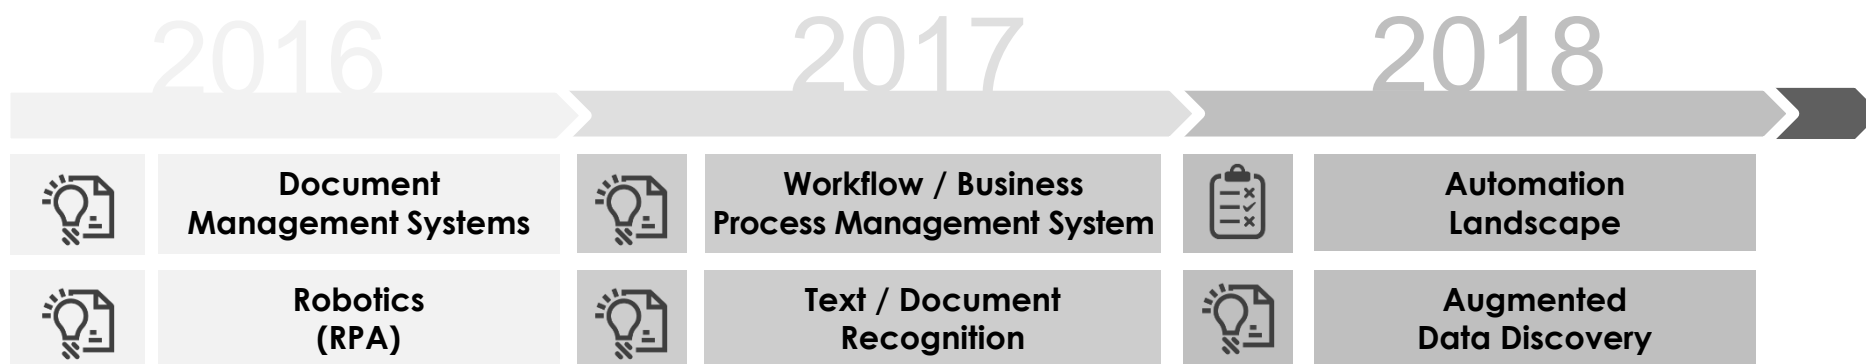 2016
2017
2018
Document
Management Systems
Workflow / Business
Process Management System
Automation
Landscape
Robotics
(RPA)
Text / Document
Recognition
Augmented
Data Discovery